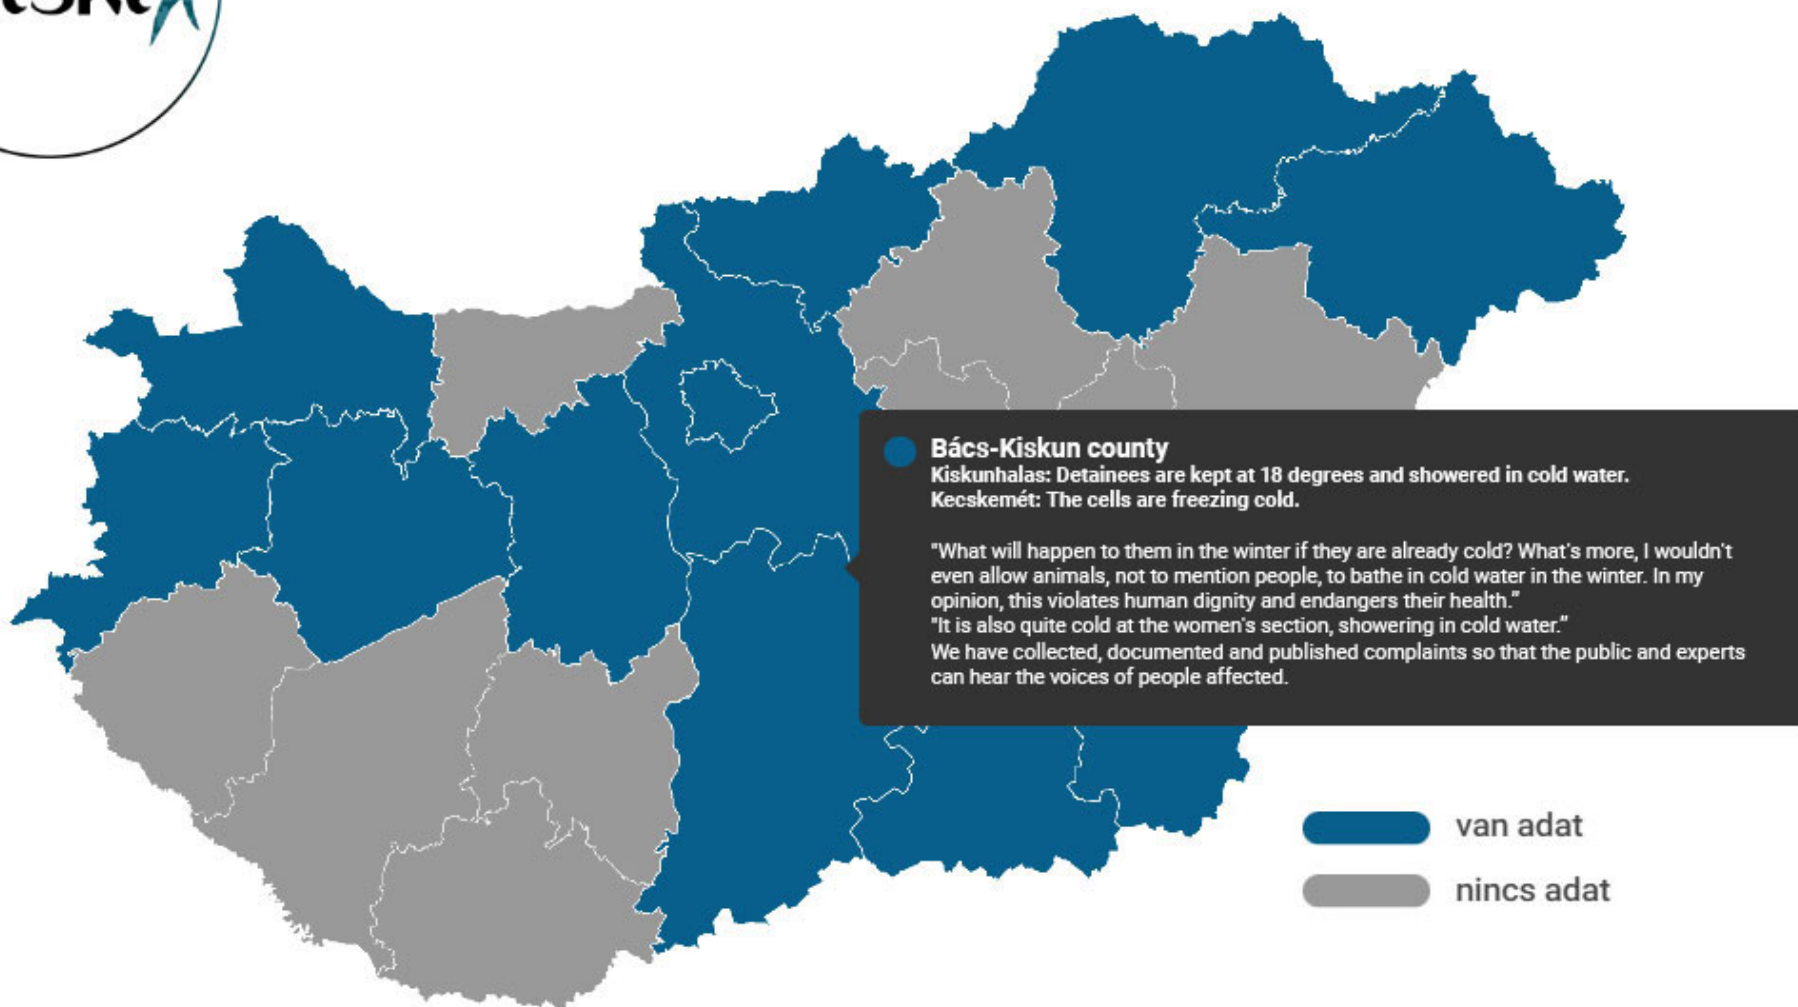 Bács-Kiskun county
Kiskunhalas: Detainees are kept at 18 degrees and showered in cold water.
Kecskemét: The cells are freezing cold.
"What will happen to them in the winter if they are already cold? What's more, I wouldn't
even allow animals, not to mention people, to bathe in cold water in the winter. In my
opinion, this violates human dignity and endangers their health."
"It is also quite cold at the women's section, showering in cold water."
We have collected, documented and published complaints so that the public and experts
can hear the voices of people affected.
van adat
nincs adat